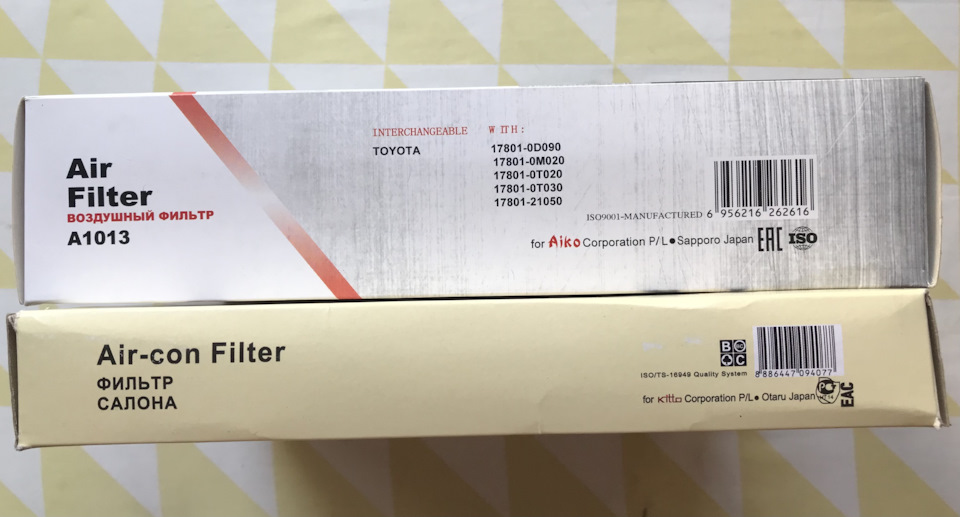 Air
Filter
ВОЗДУШНЫЙ ФИЛЬТР
A1013
INTERCHANGEABLE WITH:
TOYOTA 17801-0D090
17801-0M020
17801-0T020
17801-0T030
17801-21050
ISO9001-MANUFACTURED 6 956216 262616
for Aiko Corporation P/L ● Sapporo Japan EAC ISO
Air-con Filter
ФИЛЬТР
САЛОНА
B
C
ISO/TS-16949 Quality System 8 886447 094077
for Kitto Corporation P/L ● Otaru Japan EAC